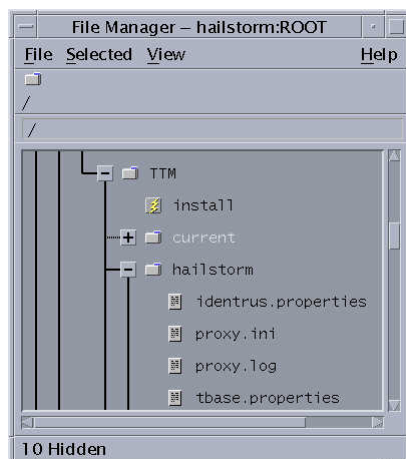 File Manager – hailstorm:ROOT
File Selected View Help
/
/
TTM
install
current
hailstorm
identrus.properties
proxy.ini
proxy.log
tbase.properties
10 Hidden